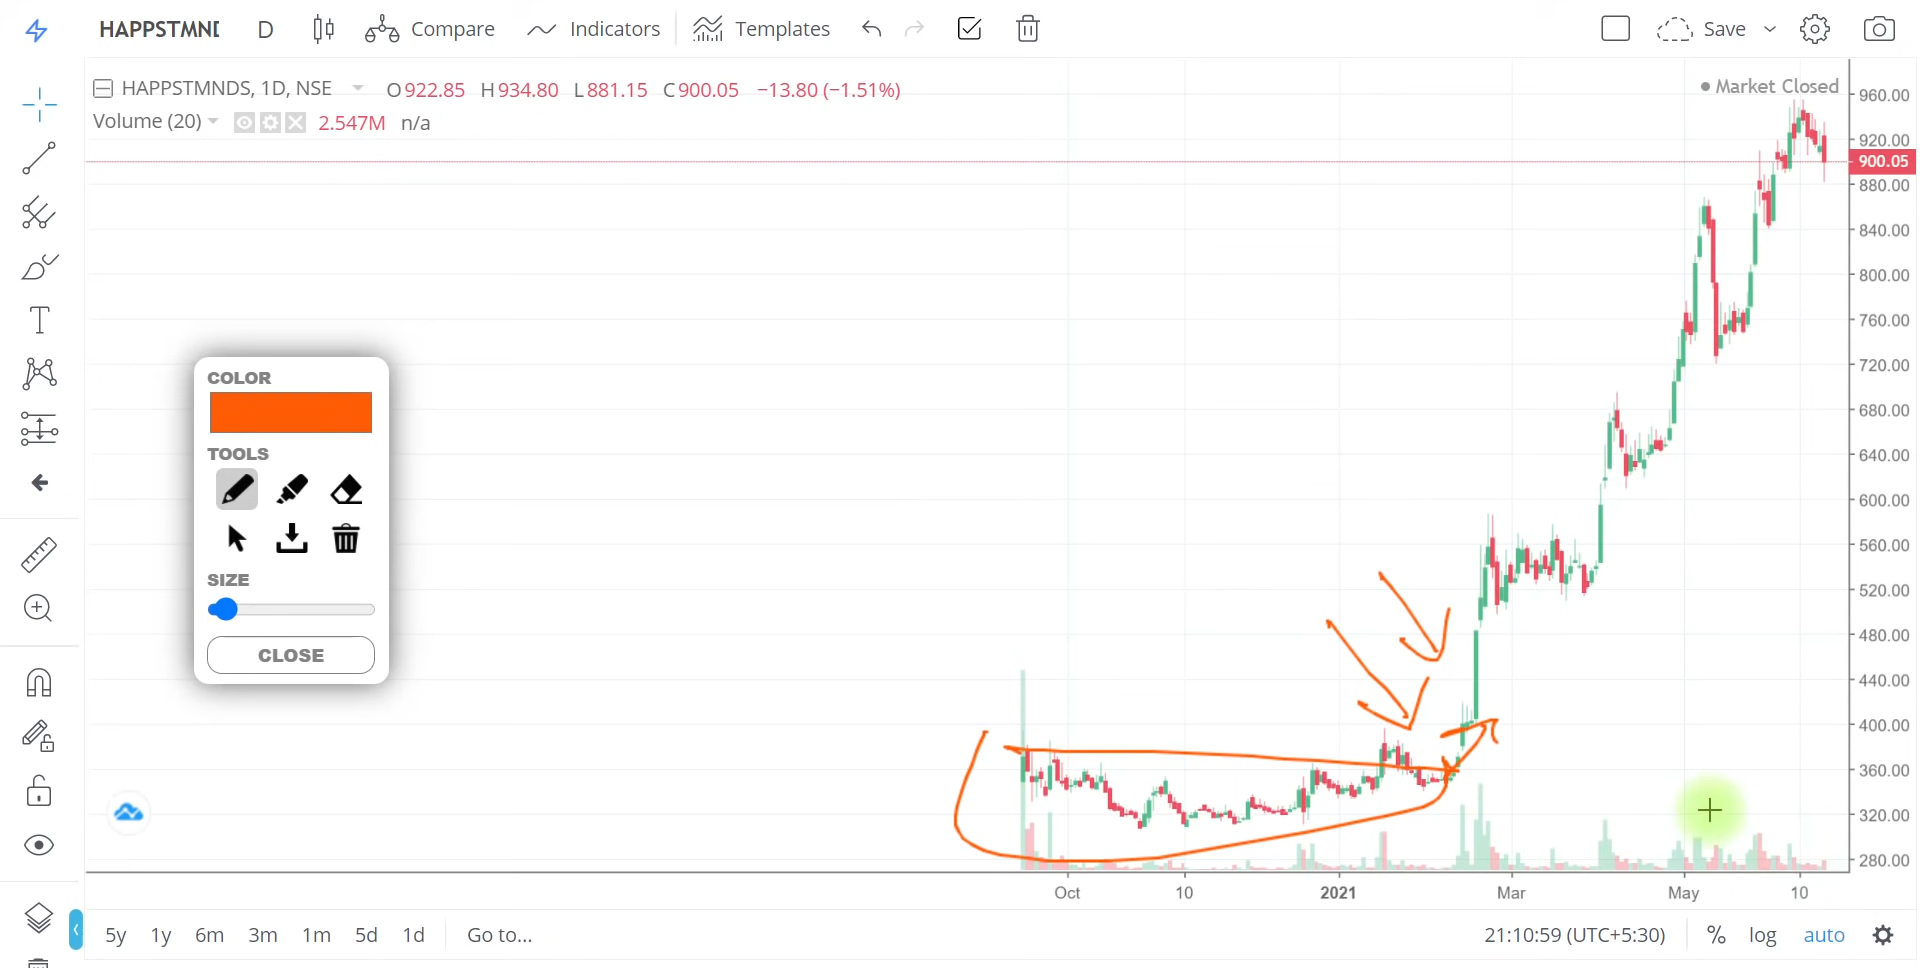 HAPPSTMND D Compare Indicators Templates Save
HAPPSTMNDS, 1D, NSE O922.85 H934.80 L881.15 C900.05 −13.80 (−1.51%)
Market Closed
Volume (20) 2.547M n/a
960.00
920.00
900.05
880.00
840.00
800.00
760.00
720.00
680.00
640.00
600.00
560.00
520.00
480.00
440.00
400.00
360.00
320.00
280.00
COLOR
TOOLS
SIZE
CLOSE
Oct 10 2021 Mar May 10
5y 1y 6m 3m 1m 5d 1d Go to... 21:10:59 (UTC+5:30) % log auto